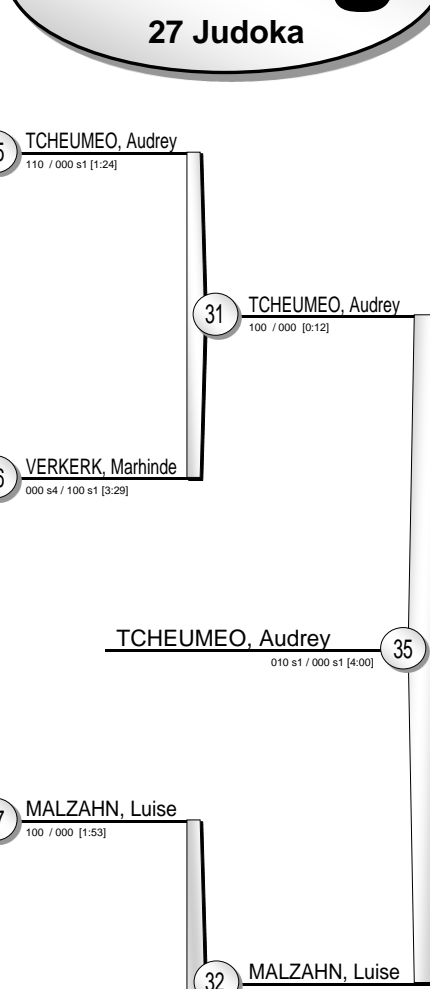 27 Judoka
TCHEUMEO, Audrey
110 / 000 s1 [1:24]
31
TCHEUMEO, Audrey
100 / 000 [0:12]
VERKERK, Marhinde
000 s4 / 100 s1 [3:29]
TCHEUMEO, Audrey
35
010 s1 / 000 s1 [4:00]
MALZAHN, Luise
100 / 000 [1:53]
32
MALZAHN, Luise